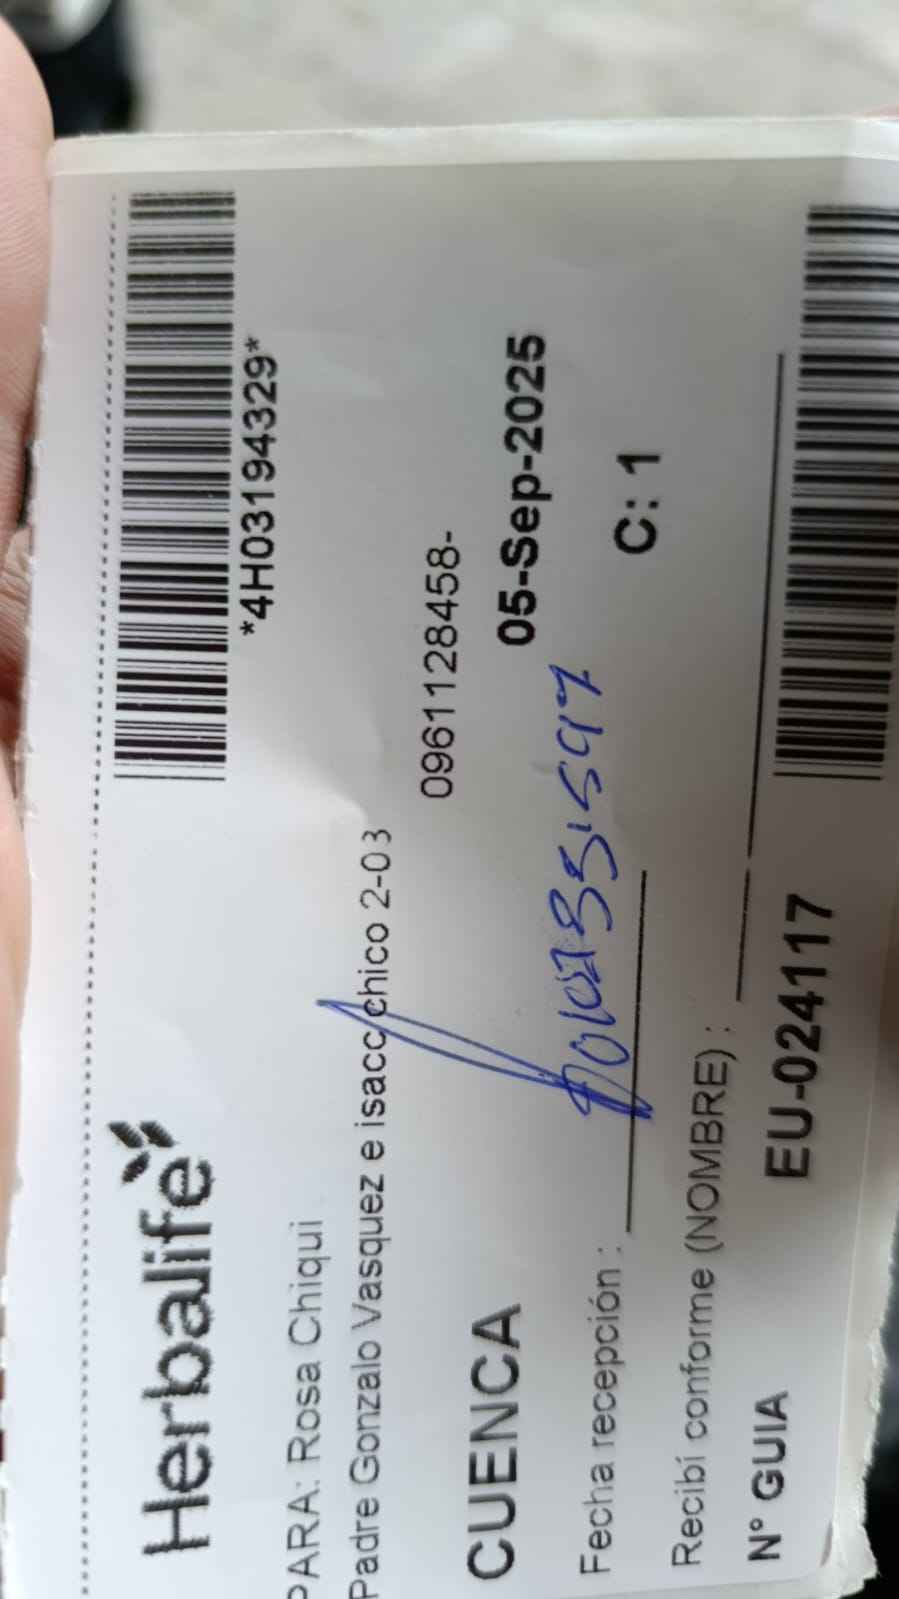 Herbalife
*4H03194329*
PARA: Rosa Chiqui
Padre Gonzalo Vasquez e isacc chico 2-03
0961128458-
CUENCA
05-Sep-2025
Fecha recepción :
C: 1
Recibí conforme (NOMBRE) :
N° GUIA EU-024117